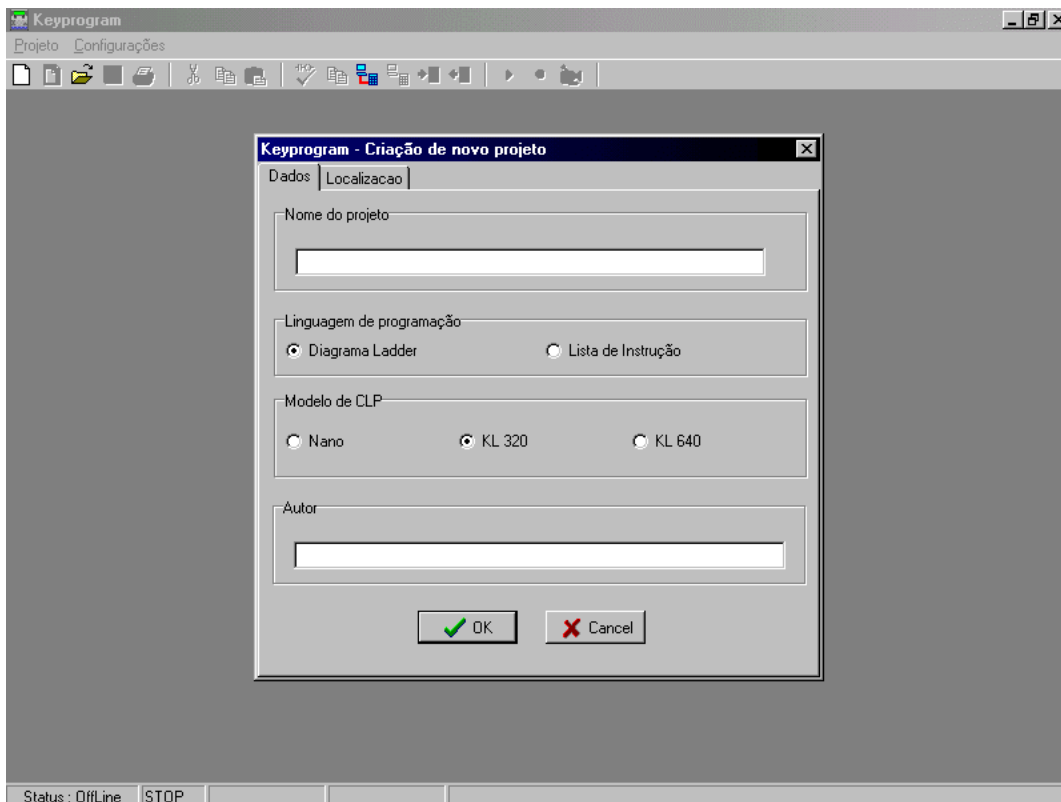 Keyprogram
Projeto Configurações
Keyprogram - Criação de novo projeto
Dados Localizacao
Nome do projeto
Linguagem de programação
Diagrama Ladder Lista de Instrução
Modelo de CLP
Nano KL 320 KL 640
Autor
OK Cancel
Status : OffLine STOP